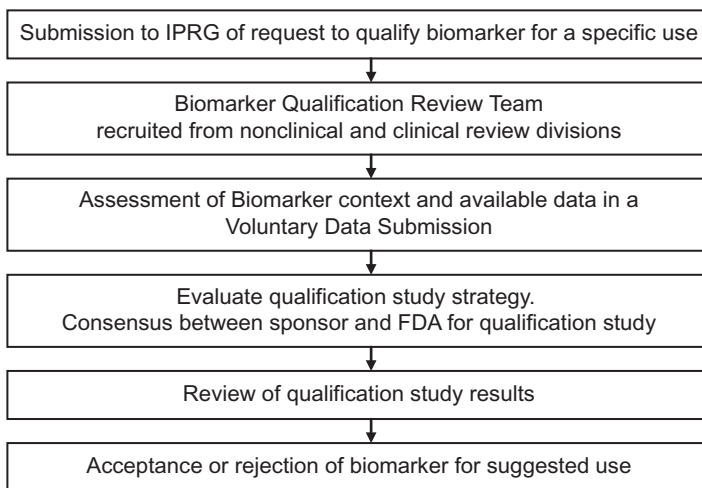 Submission to IPRG of request to qualify biomarker for a specific use
Biomarker Qualification Review Team
recruited from nonclinical and clinical review divisions
Assessment of Biomarker context and available data in a
Voluntary Data Submission
Evaluate qualification study strategy.
Consensus between sponsor and FDA for qualification study
Review of qualification study results
Acceptance or rejection of biomarker for suggested use